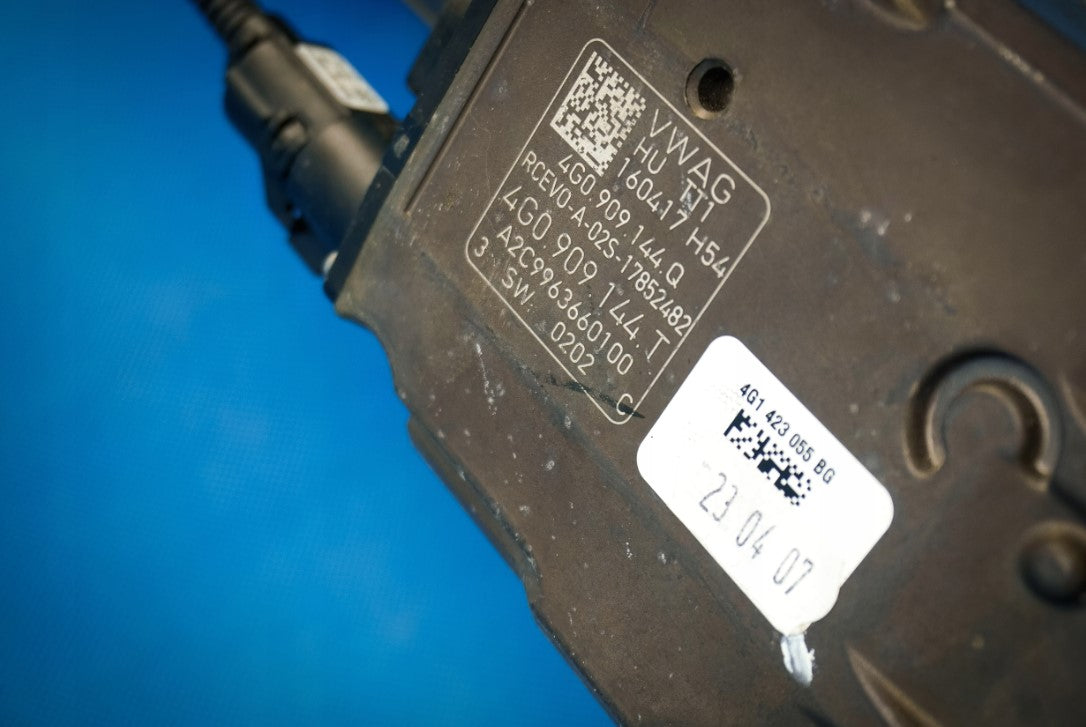 VWAG
HU TT1
160417 H54
4G0.909.144.Q
RCEVO-A-02S-17852482
4G0.909.144.T
A2C9963660100
3 SW: 0202 C
4G1 423 055 BG
23 04 07